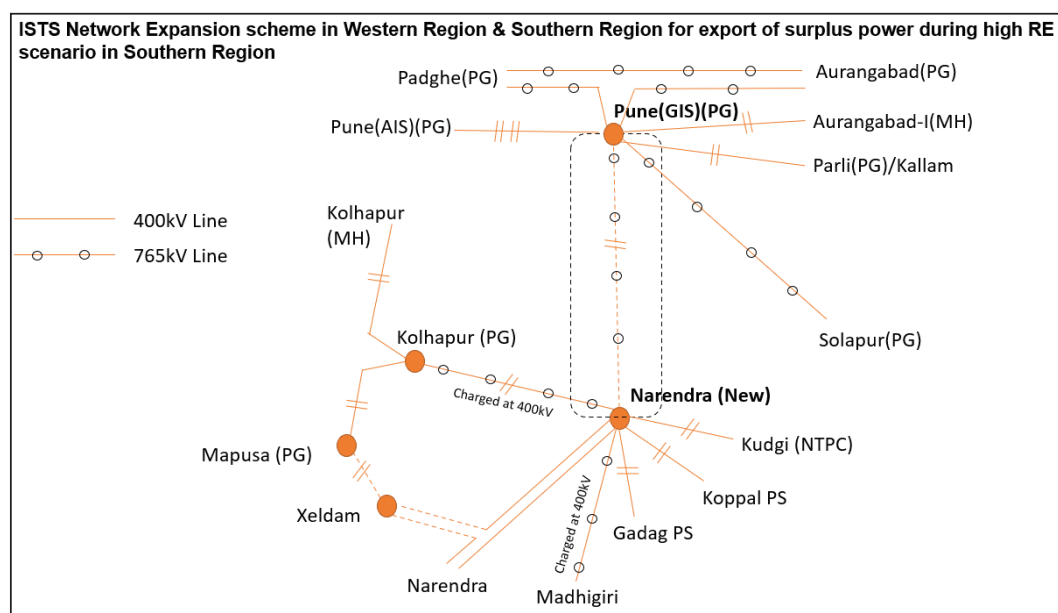 ISTS Network Expansion scheme in Western Region & Southern Region for export of surplus power during high RE
scenario in Southern Region
Padghe(PG)
Aurangabad(PG)
Pune(GIS)(PG)
Pune(AIS)(PG)
Aurangabad-I(MH)
Parli(PG)/Kallam
Kolhapur
(MH)
400kV Line
765kV Line
Kolhapur (PG)
Solapur(PG)
Charged at 400kV
Narendra (New)
Kudgi (NTPC)
Mapusa (PG)
Koppal PS
Xeldam
Charged at 400kV
Gadag PS
Narendra
Madhigiri